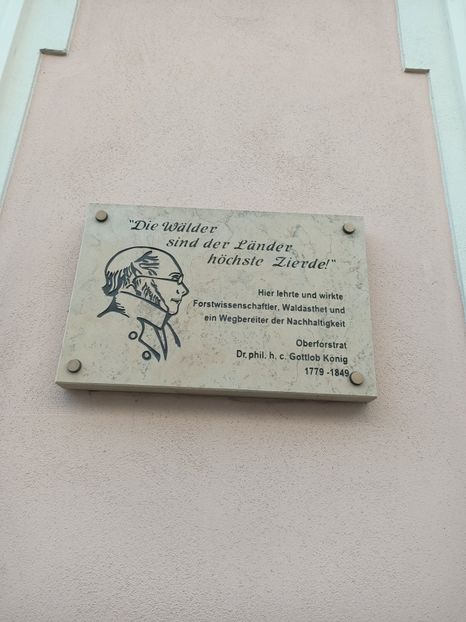 "Die Wälder
sind der Länder
höchste Zierde!"
Hier lehrte und wirkte
Forstwissenschaftler, Waldästhet und
ein Wegbereiter der Nachhaltigkeit
Oberforstrat
Dr. phil. h. c. Gottlob König
1779 -1849